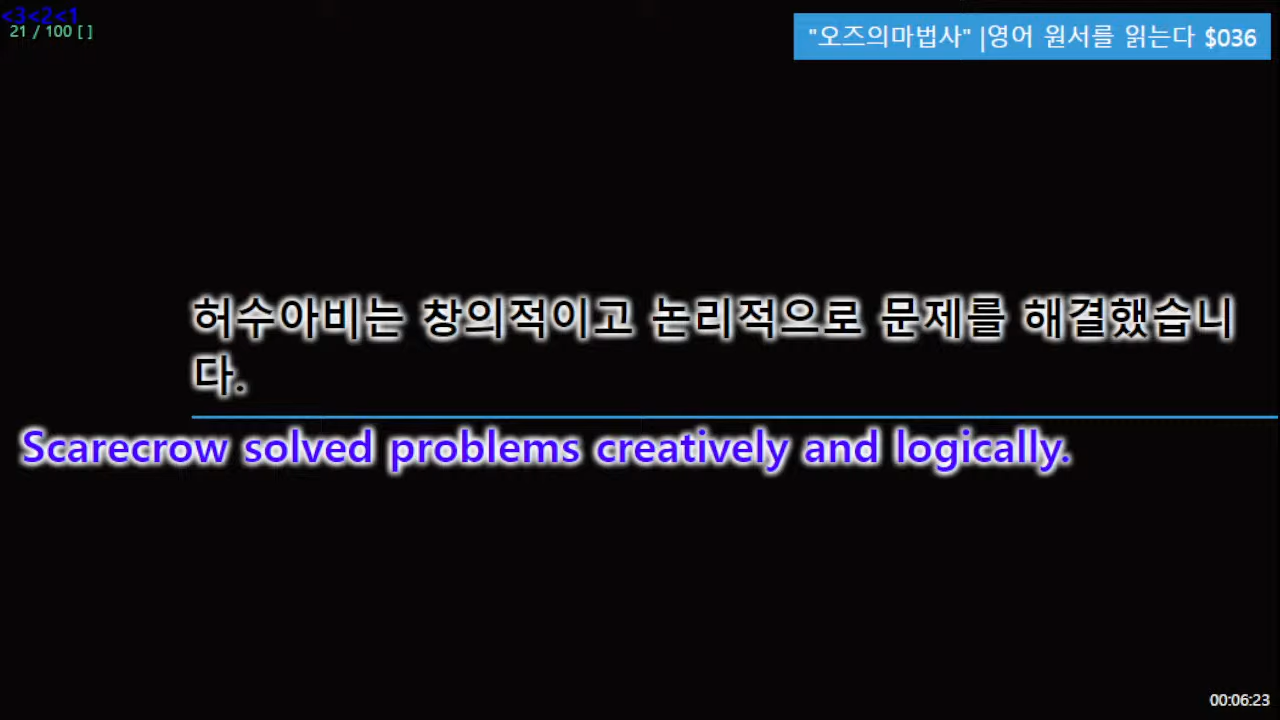 <3<2<1
21 / 100 [ ]
"오즈의마법사" |영어 원서를 읽는다 $036
허수아비는 창의적이고 논리적으로 문제를 해결했습니
다.
Scarecrow solved problems creatively and logically.
00:06:23